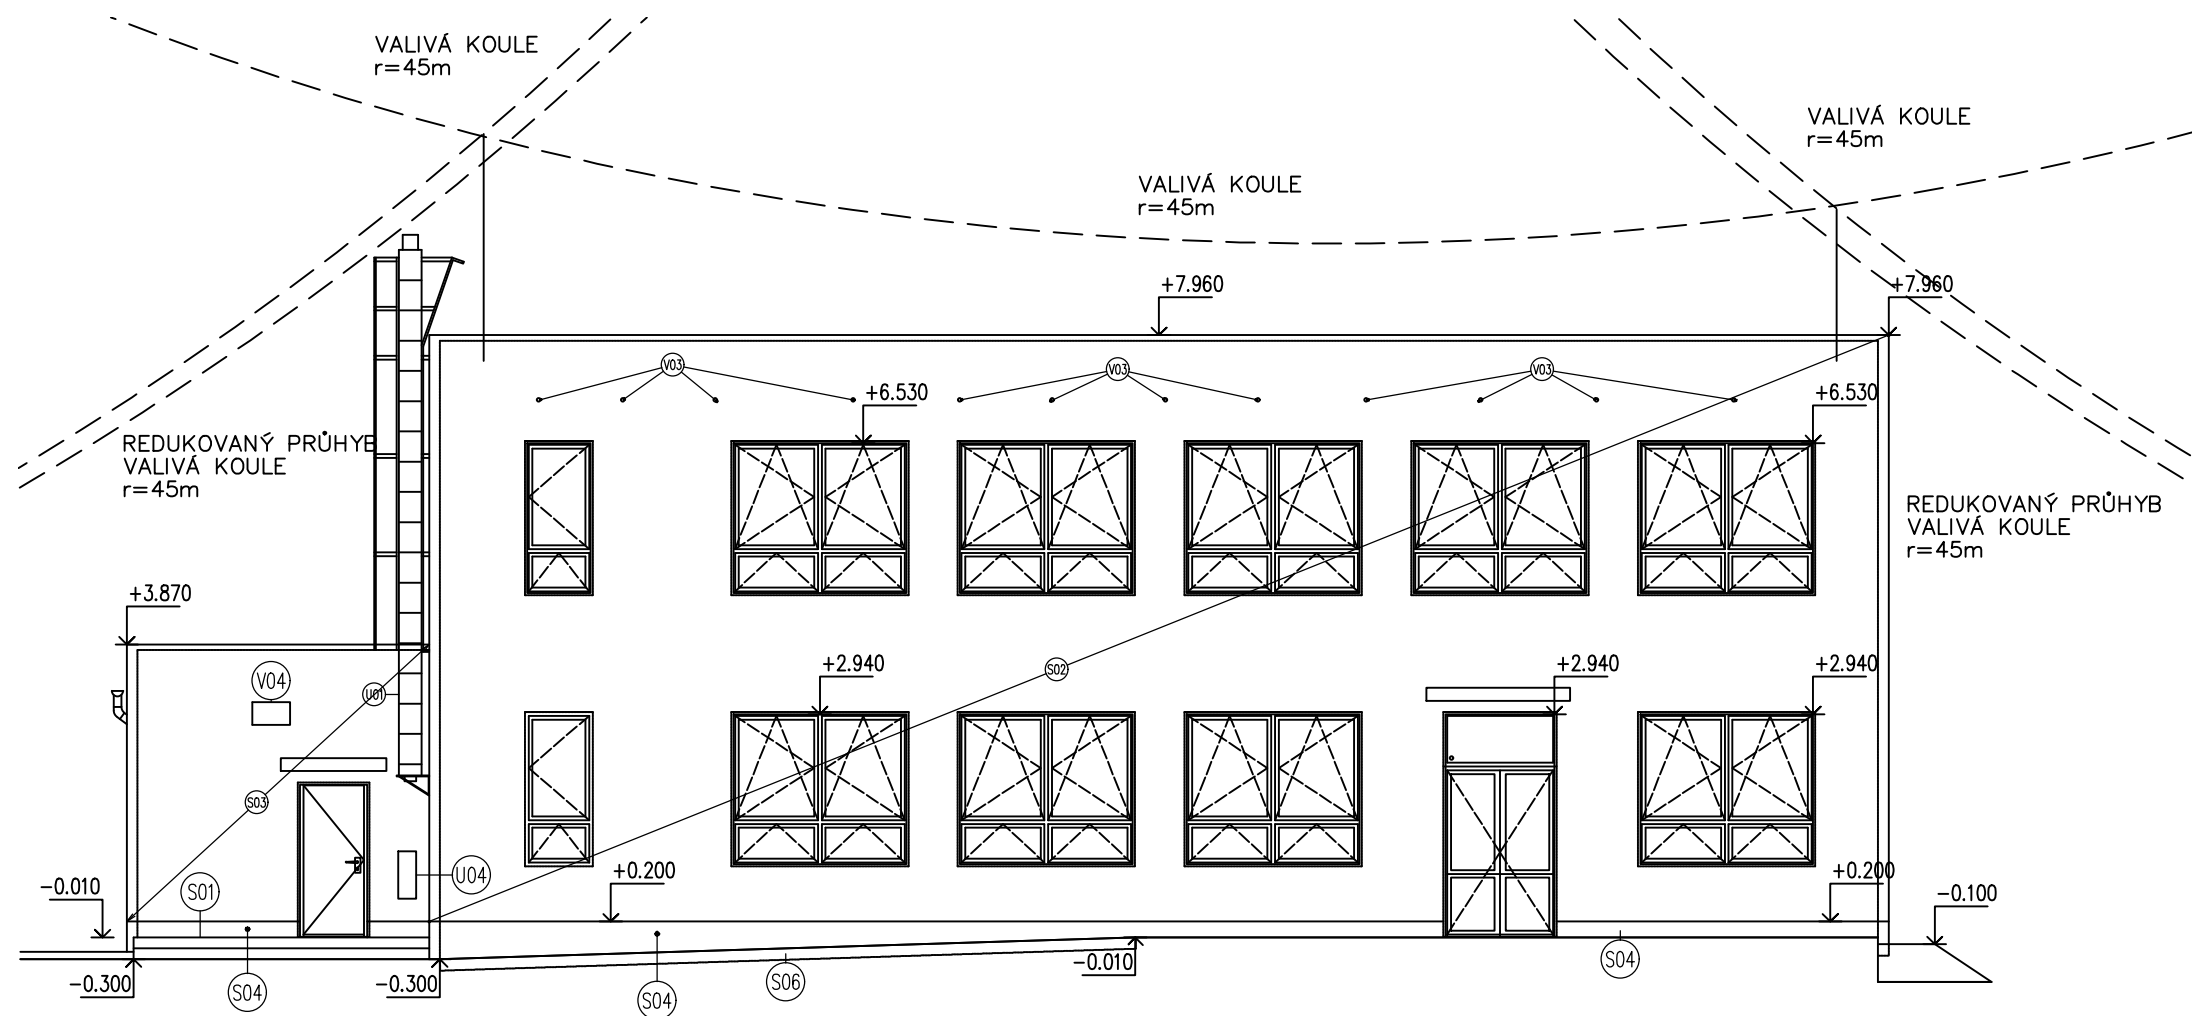 VALIVÁ KOULE
r=45m
VALIVÁ KOULE
r=45m
VALIVÁ KOULE
r=45m
+7.960
+7.960
V03
V03
V03
+6.530
+6.530
REDUKOVANÝ PRŮHYB
VALIVÁ KOULE
r=45m
REDUKOVANÝ PRŮHYB
VALIVÁ KOULE
r=45m
+3.870
+2.940
S02
+2.940
+2.940
V04
U01
S03
U04
+0.200
+0.200
-0.010
S01
-0.100
-0.010
S04
-0.300
S04
-0.300
S04
S06